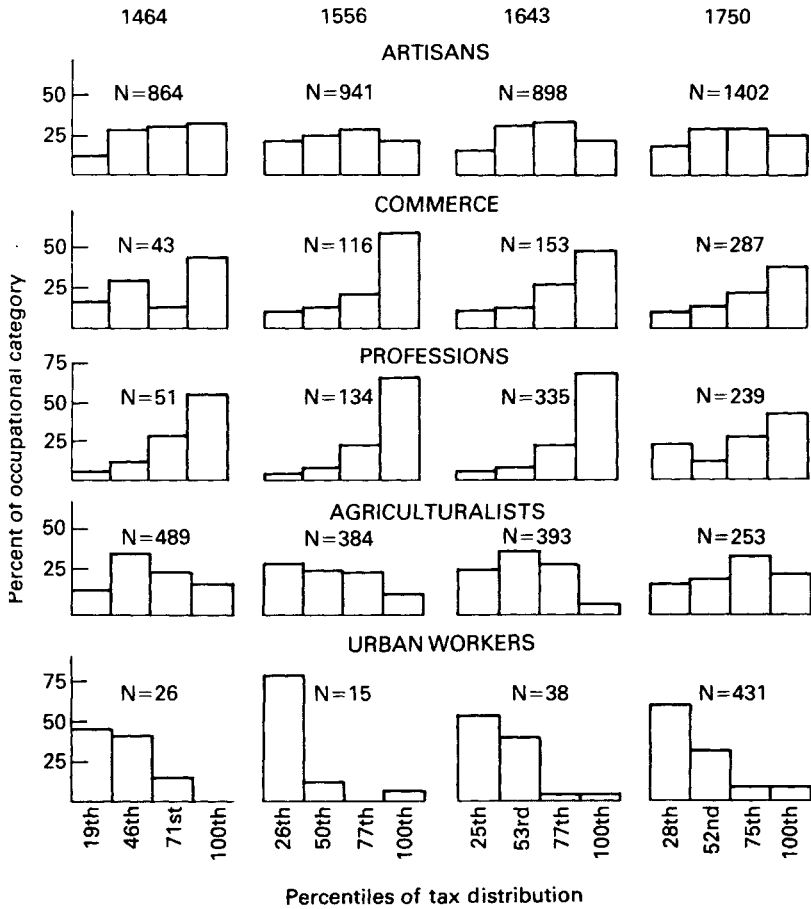 1464 1556 1643 1750
ARTISANS
50 N=864 N=941 N=898 N=1402
25
COMMERCE
50 N=43 N=116 N=153 N=287
25
PROFESSIONS
75
N=51 N=134 N=335 N=239
25
AGRICULTURALISTS
50 N=489 N=384 N=393 N=253
25
URBAN WORKERS
75 N=26 N=15 N=38 N=431
50
25
19th 46th 71st 100th 26th 50th 77th 100th 25th 53rd 77th 100th 28th 52nd 75th 100th
Percentiles of tax distribution
Percent of occupational category